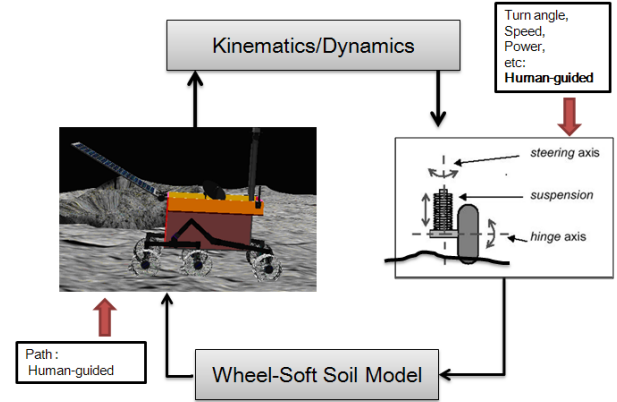 Kinematics/Dynamics
Turn angle,
Speed,
Power,
etc:
Human-guided
steering axis
suspension
hinge axis
Path :
Human-guided
Wheel-Soft Soil Model